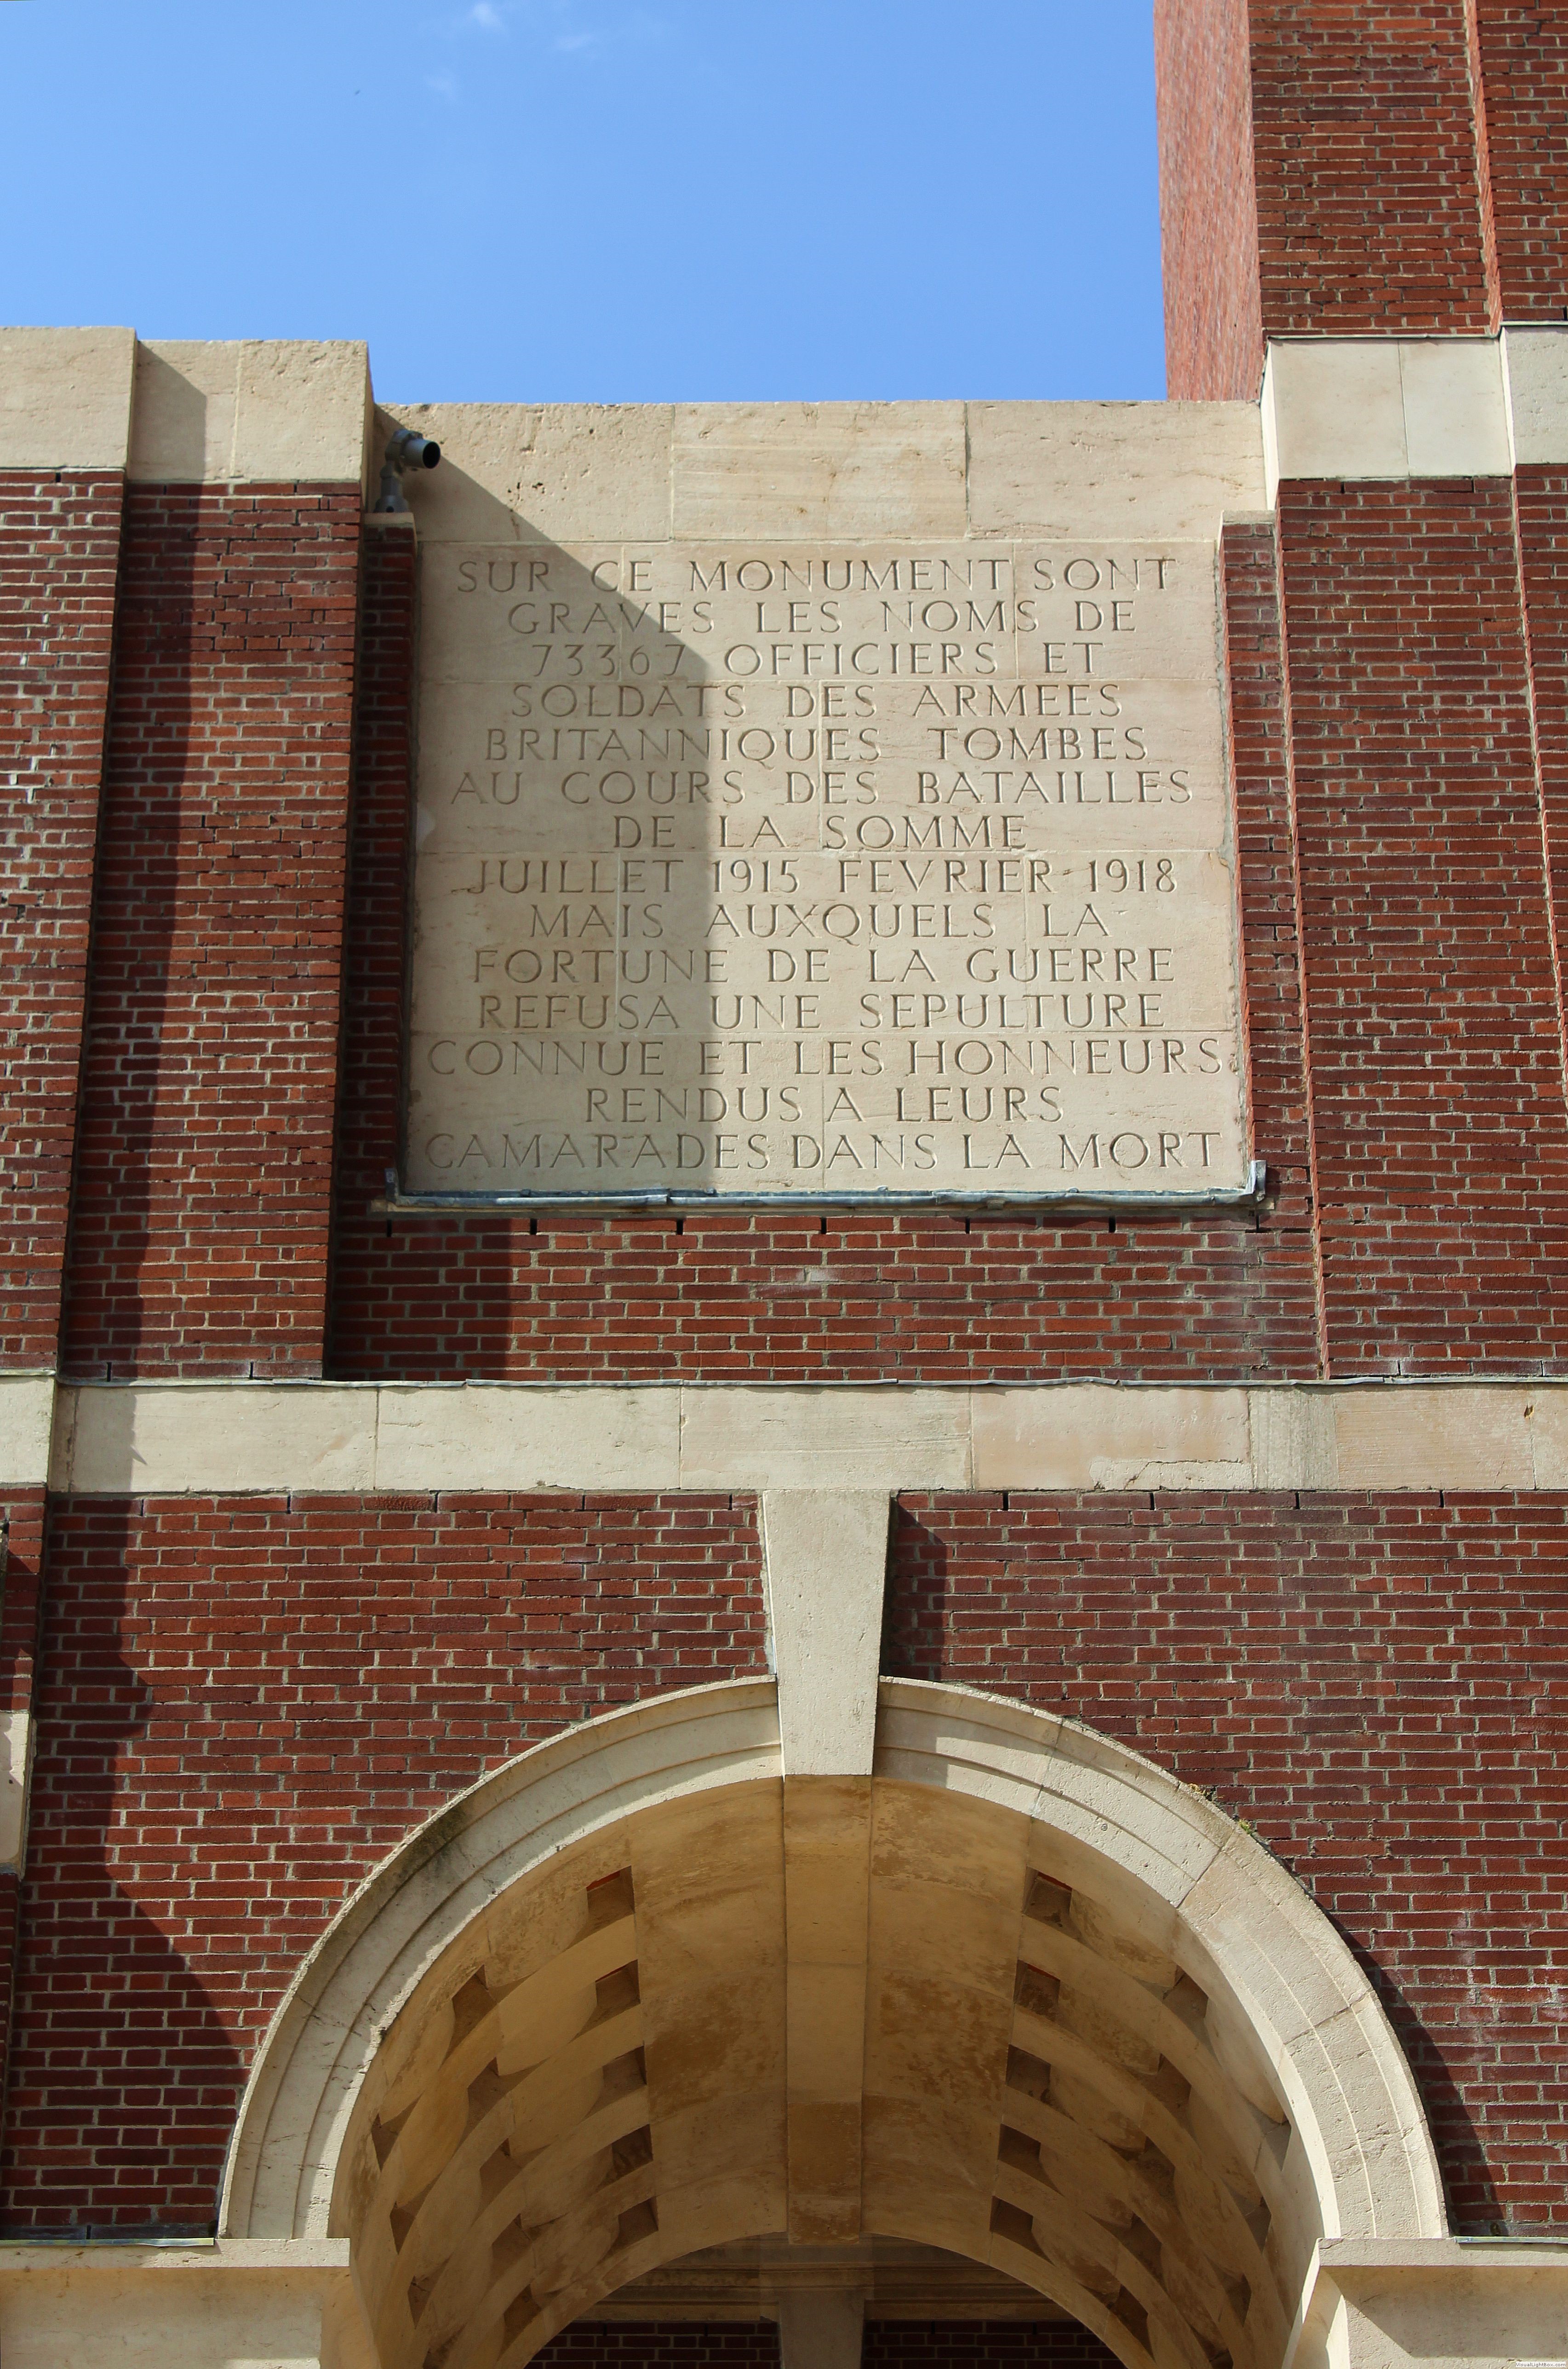 SUR CE MONUMENT SONT
GRAVES LES NOMS DE
73367 OFFICIERS ET
SOLDATS DES ARMEES
BRITANNIQUES TOMBES
AU COURS DES BATAILLES
DE LA SOMME
JUILLET 1915 FEVRIER 1918
MAIS AUXQUELS LA
FORTUNE DE LA GUERRE
REFUSA UNE SEPULTURE
CONNUE ET LES HONNEURS
RENDUS A LEURS
CAMARADES DANS LA MORT